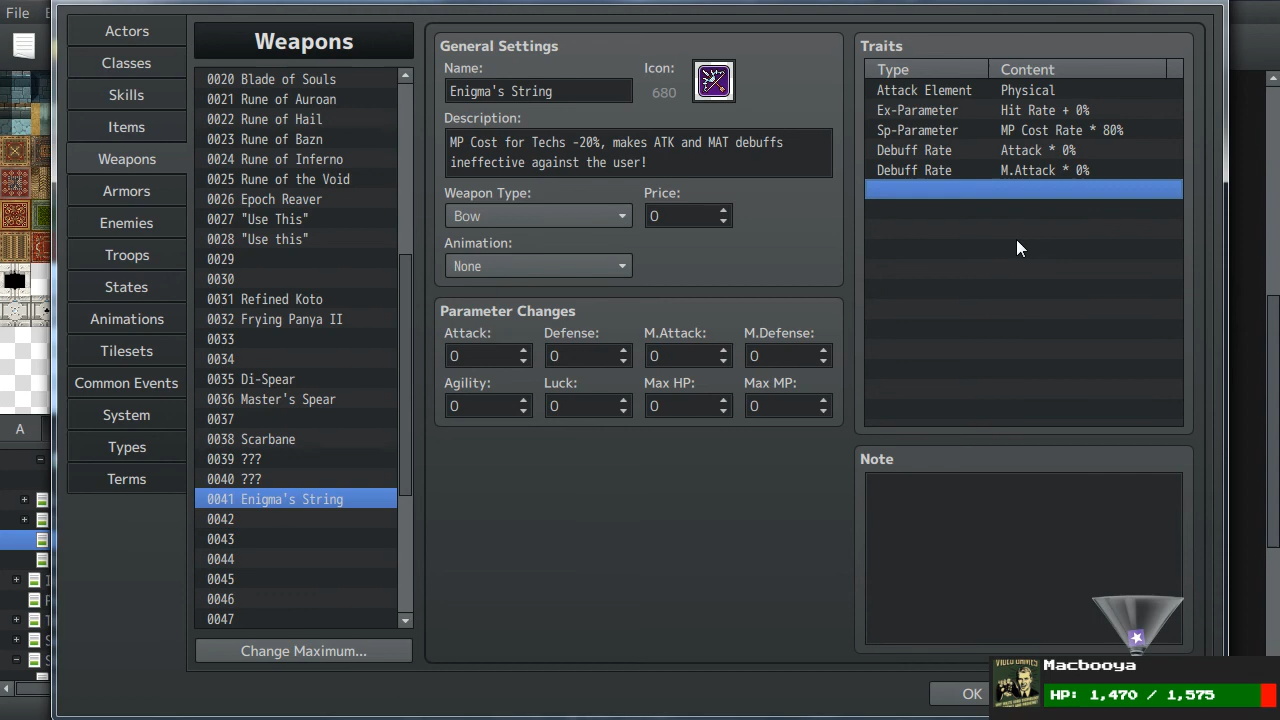 File
Actors
Classes
Skills
Items
Weapons
Armors
Enemies
Troops
States
Animations
Tilesets
Common Events
System
Types
Terms
A
Weapons
0020 Blade of Souls
0021 Rune of Auroan
0022 Rune of Hail
0023 Rune of Bazn
0024 Rune of Inferno
0025 Rune of the Void
0026 Epoch Reaver
0027 "Use This"
0028 "Use this"
0029
0030
0031 Refined Koto
0032 Frying Panya II
0033
0034
0035 Di-Spear
0036 Master's Spear
0037
0038 Scarbane
0039 ???
0040 ???
0041 Enigma's String
0042
0043
0044
0045
0046
0047
Change Maximum...
General Settings
Name: Icon:
Enigma's String 680
Description:
MP Cost for Techs -20%, makes ATK and MAT debuffs
ineffective against the user!
Weapon Type: Price:
Bow 0
Animation:
None
Parameter Changes
Attack: Defense: M.Attack: M.Defense:
0 0 0 0
Agility: Luck: Max HP: Max MP:
0 0 0 0
Traits
Type Content
Attack Element Physical
Ex-Parameter Hit Rate + 0%
Sp-Parameter MP Cost Rate * 80%
Debuff Rate Attack * 0%
Debuff Rate M.Attack * 0%
Note
OK
VIDEO GAMES
Macbooya
HP: 1,470 / 1,575